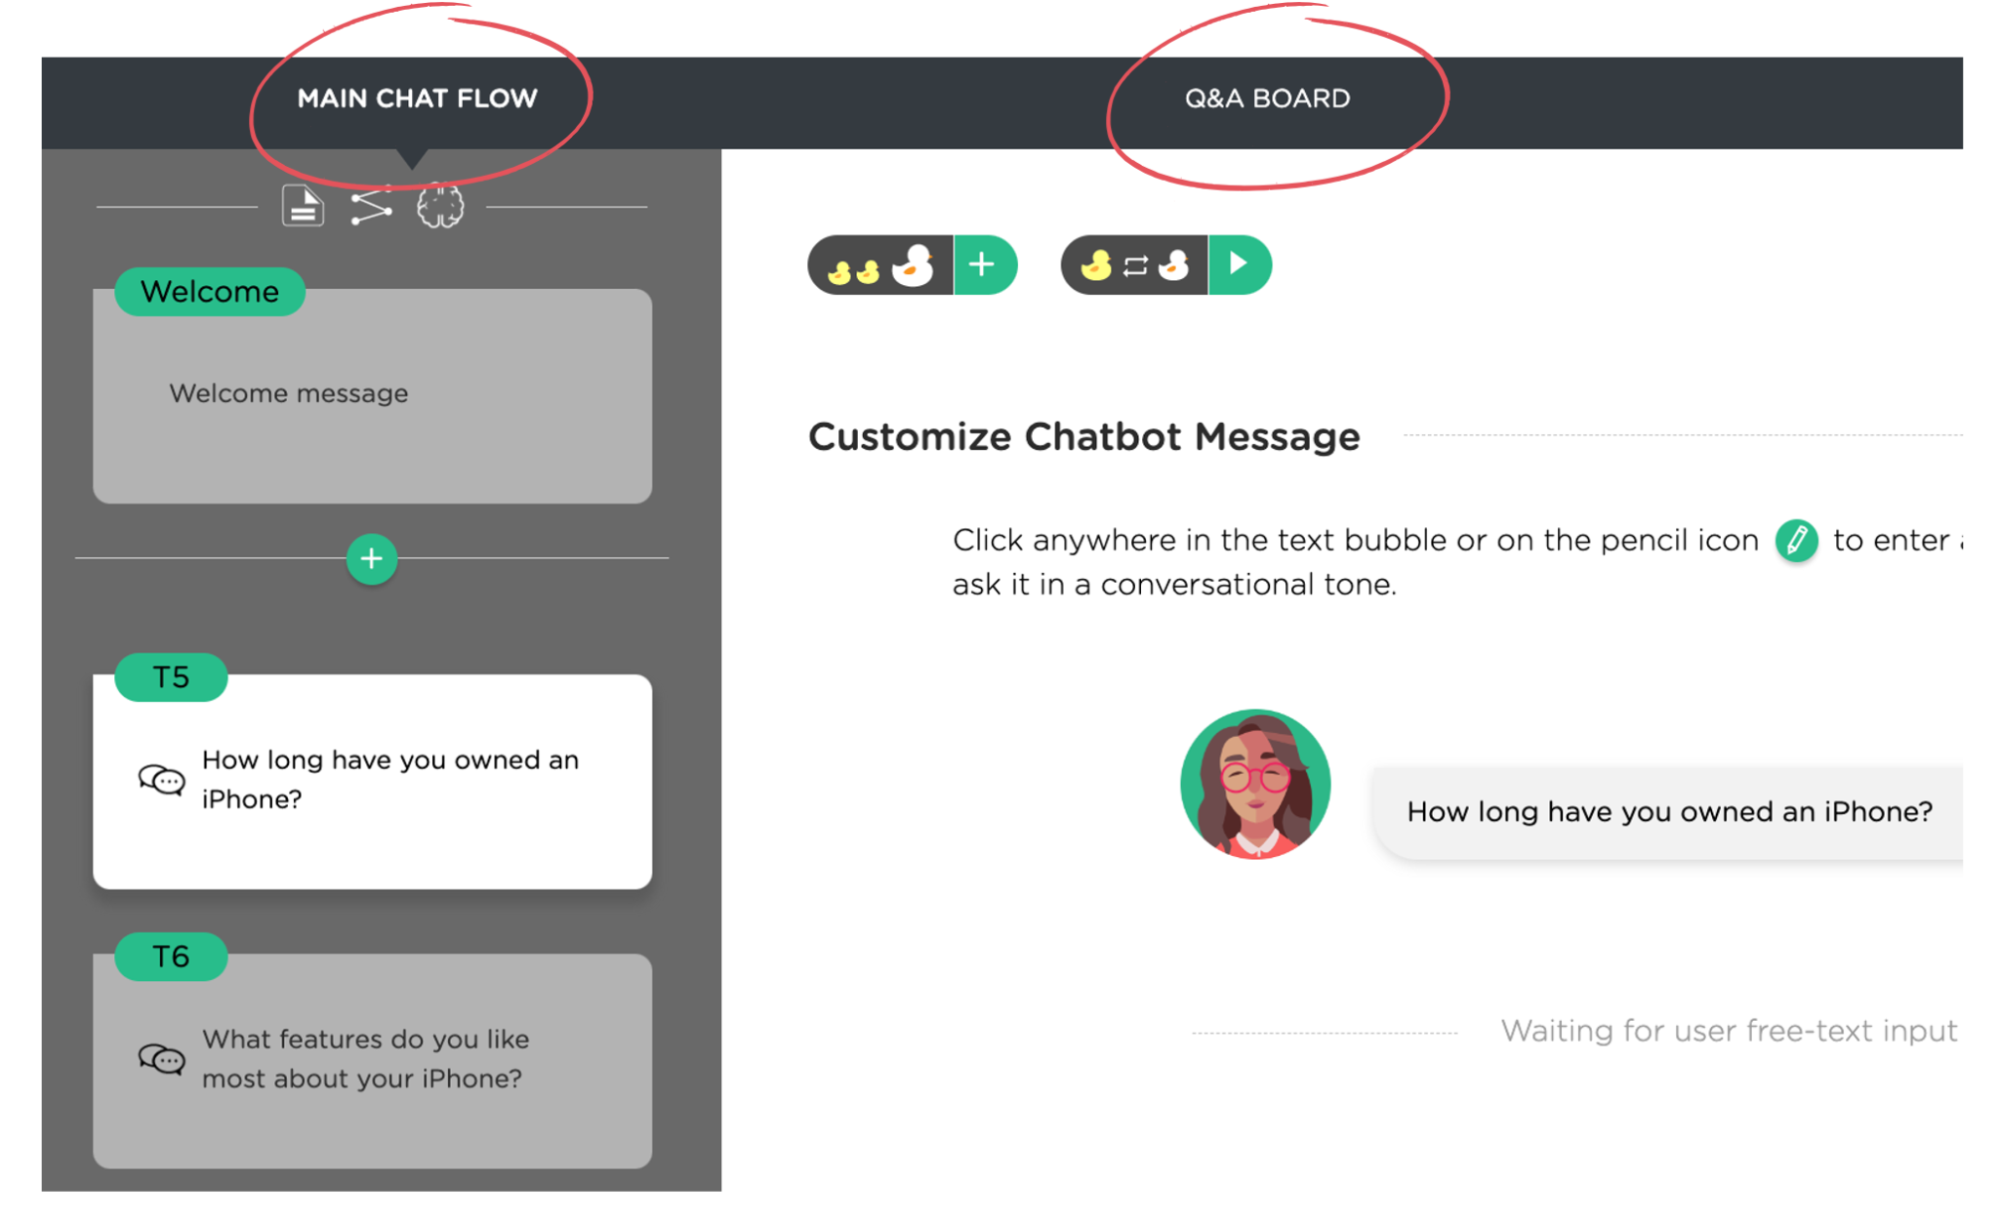 MAIN CHAT FLOW
Q&A BOARD
Welcome
Welcome message
T5
How long have you owned an
iPhone?
T6
What features do you like
most about your iPhone?
Customize Chatbot Message
Click anywhere in the text bubble or on the pencil icon to enter
ask it in a conversational tone.
How long have you owned an iPhone?
Waiting for user free-text input